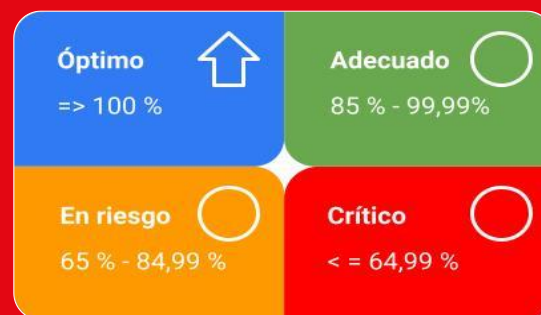 Óptimo
=> 100 %
Adecuado
85 % - 99,99%
En riesgo
65 % - 84,99 %
Crítico
< = 64,99 %